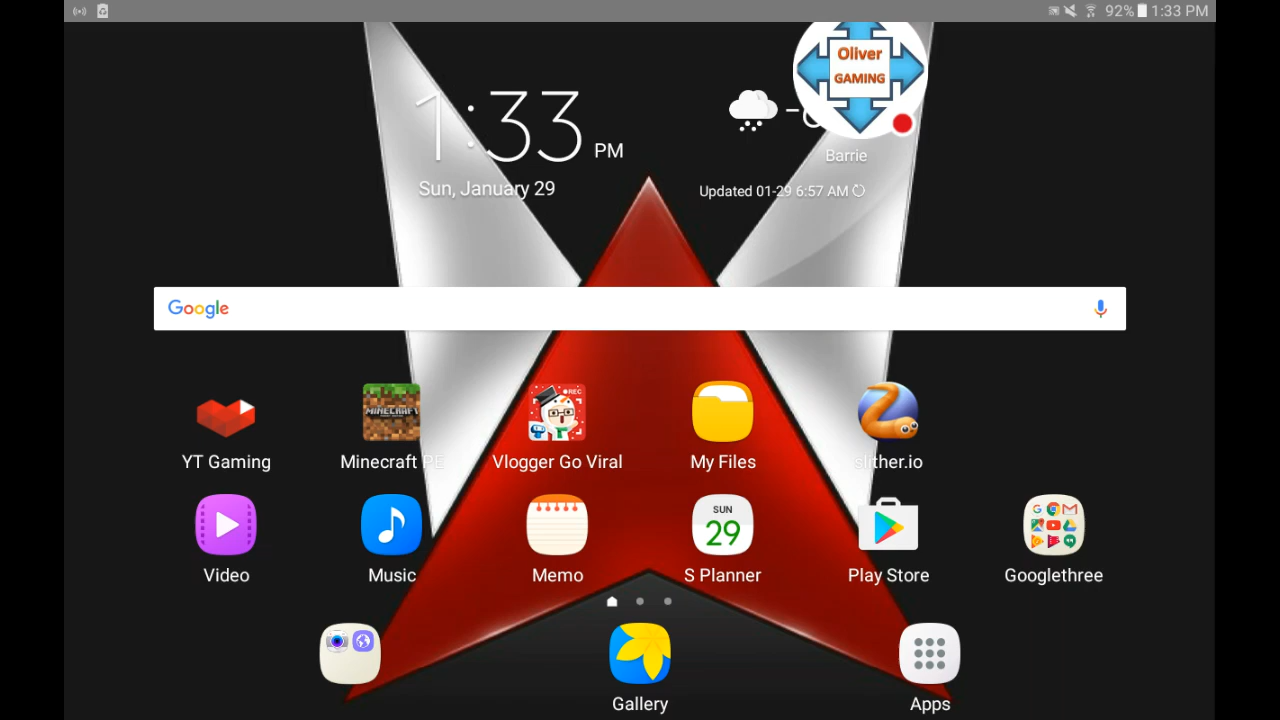 92% 1:33 PM
Oliver
GAMING
1:33 PM
Barrie
Sun, January 29
Updated 01-29 6:57 AM
Google
REC
MINECRAFT
YT Gaming
Minecraft PE
Vlogger Go Viral
My Files
slither.io
SUN
29
Video
Music
Memo
S Planner
Play Store
Googlethree
Gallery
Apps